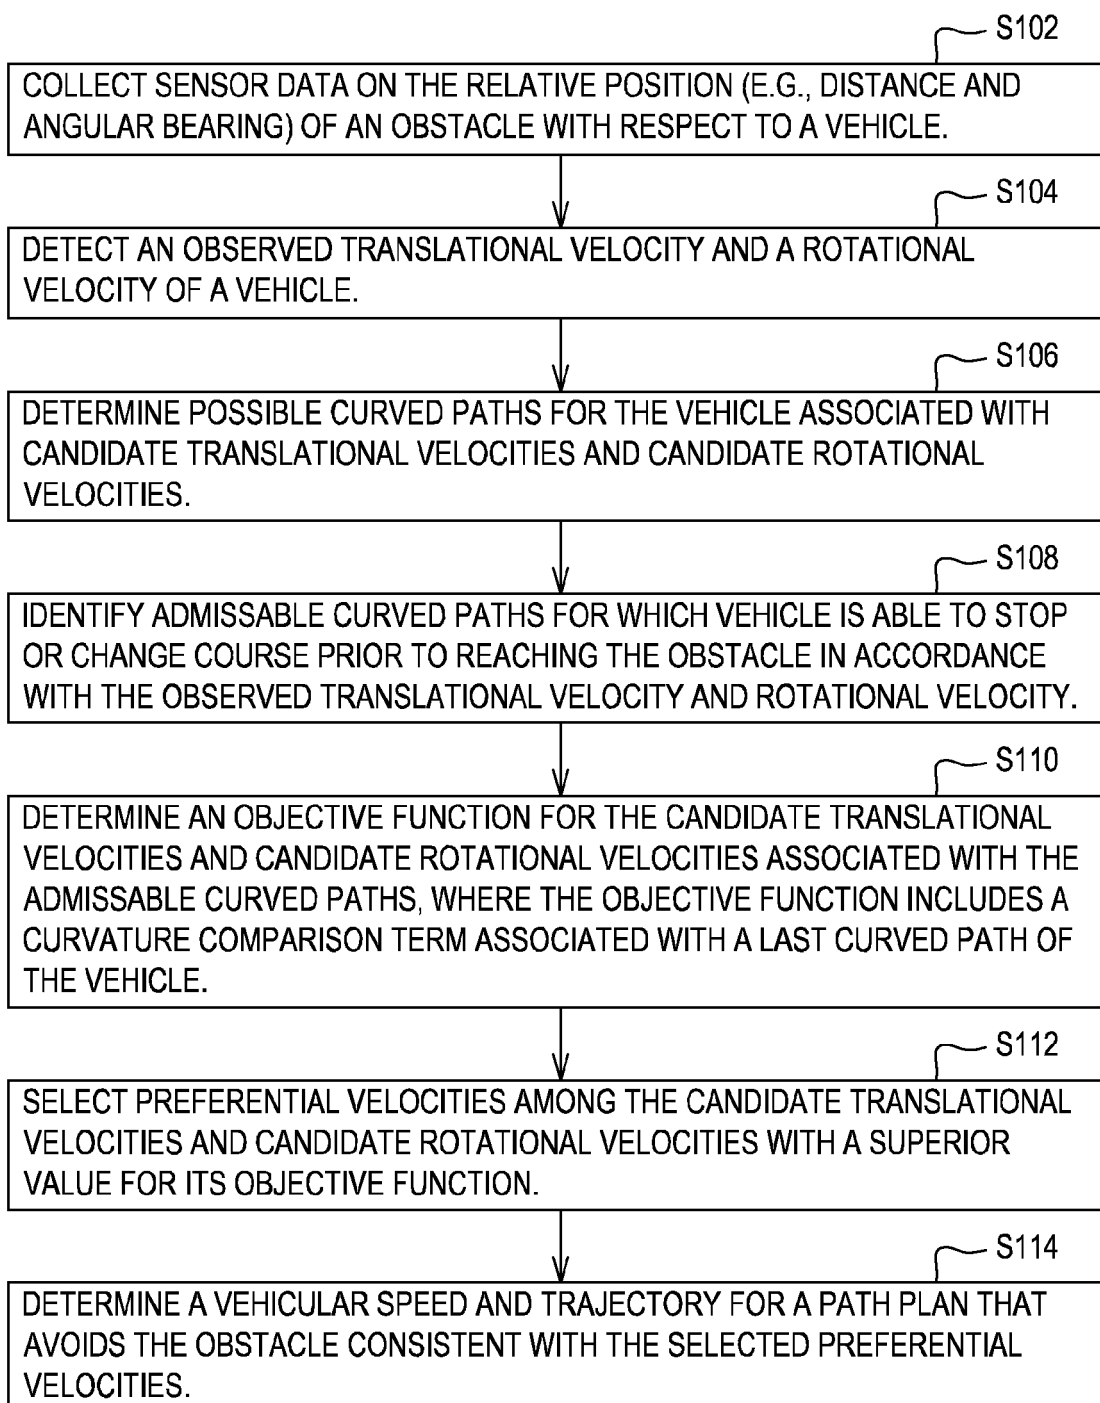 S102
COLLECT SENSOR DATA ON THE RELATIVE POSITION (E.G., DISTANCE AND
ANGULAR BEARING) OF AN OBSTACLE WITH RESPECT TO A VEHICLE.
S104
DETECT AN OBSERVED TRANSLATIONAL VELOCITY AND A ROTATIONAL
VELOCITY OF A VEHICLE.
S106
DETERMINE POSSIBLE CURVED PATHS FOR THE VEHICLE ASSOCIATED WITH
CANDIDATE TRANSLATIONAL VELOCITIES AND CANDIDATE ROTATIONAL
VELOCITIES.
S108
IDENTIFY ADMISSABLE CURVED PATHS FOR WHICH VEHICLE IS ABLE TO STOP
OR CHANGE COURSE PRIOR TO REACHING THE OBSTACLE IN ACCORDANCE
WITH THE OBSERVED TRANSLATIONAL VELOCITY AND ROTATIONAL VELOCITY.
S110
DETERMINE AN OBJECTIVE FUNCTION FOR THE CANDIDATE TRANSLATIONAL
VELOCITIES AND CANDIDATE ROTATIONAL VELOCITIES ASSOCIATED WITH THE
ADMISSABLE CURVED PATHS, WHERE THE OBJECTIVE FUNCTION INCLUDES A
CURVATURE COMPARISON TERM ASSOCIATED WITH A LAST CURVED PATH OF
THE VEHICLE.
S112
SELECT PREFERENTIAL VELOCITIES AMONG THE CANDIDATE TRANSLATIONAL
VELOCITIES AND CANDIDATE ROTATIONAL VELOCITIES WITH A SUPERIOR
VALUE FOR ITS OBJECTIVE FUNCTION.
S114
DETERMINE A VEHICULAR SPEED AND TRAJECTORY FOR A PATH PLAN THAT
AVOIDS THE OBSTACLE CONSISTENT WITH THE SELECTED PREFERENTIAL
VELOCITIES.